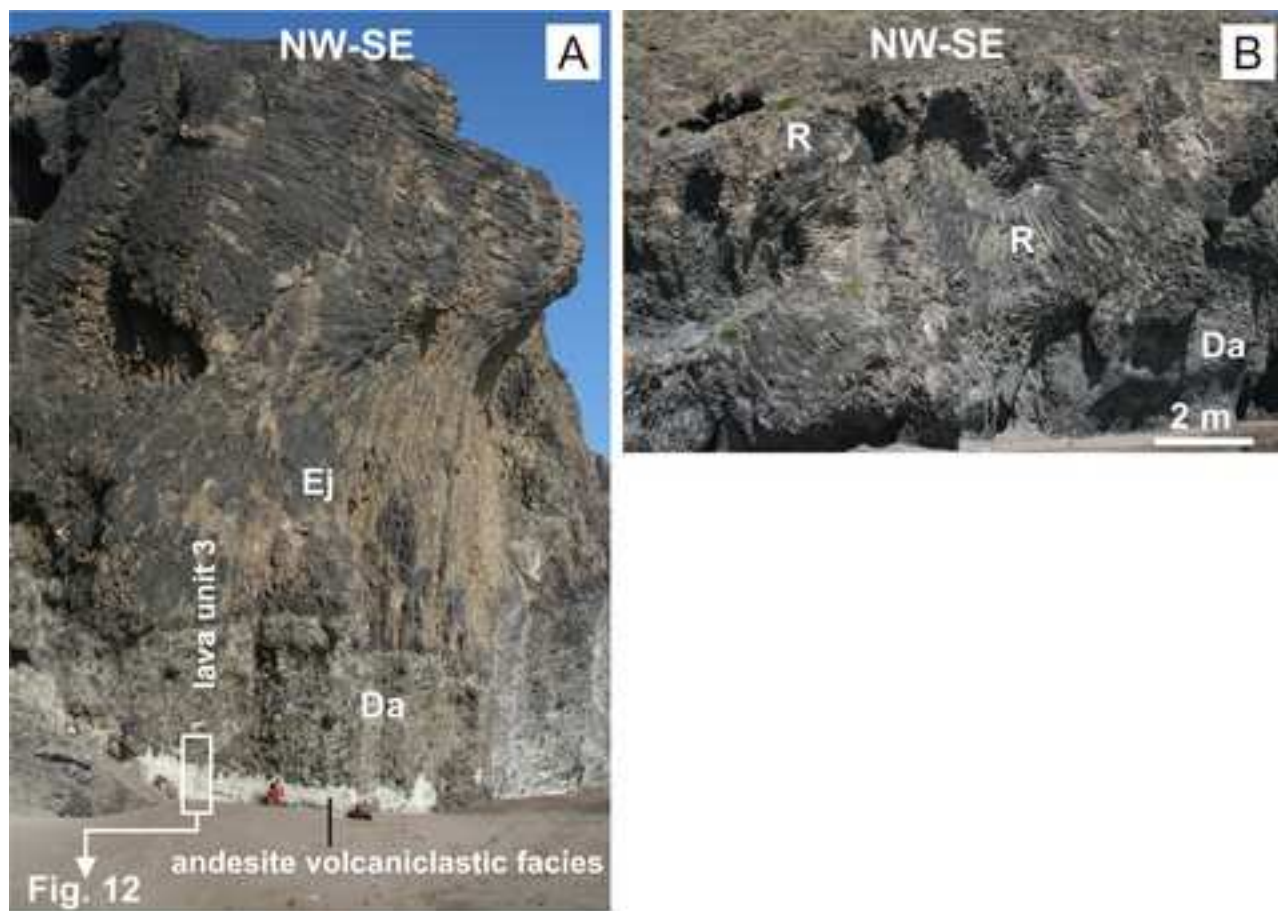 NW-SE
A
Ej
lava unit 3
Da
andesite volcaniclastic facies
Fig. 12
NW-SE
B
R
R
Da
2 m